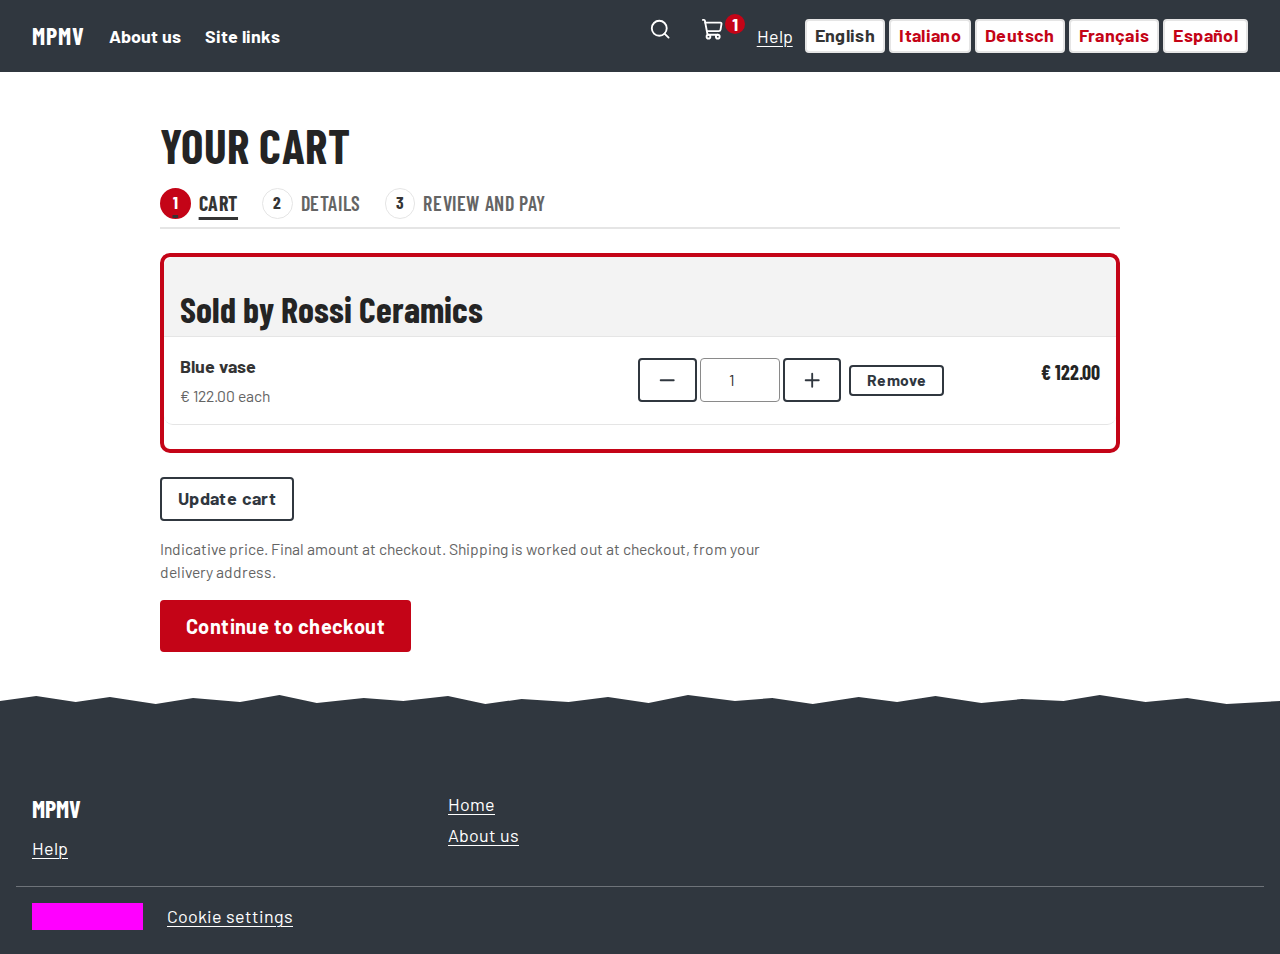 MPMV About us Site links 1 Help English Italiano Deutsch Français Español
YOUR CART
1 CART 2 DETAILS 3 REVIEW AND PAY
Sold by Rossi Ceramics
Blue vase
€ 122.00 each
1
Remove
€ 122.00
Update cart
Indicative price. Final amount at checkout. Shipping is worked out at checkout, from your
delivery address.
Continue to checkout
MPMV
Help
Home
About us
Cookie settings